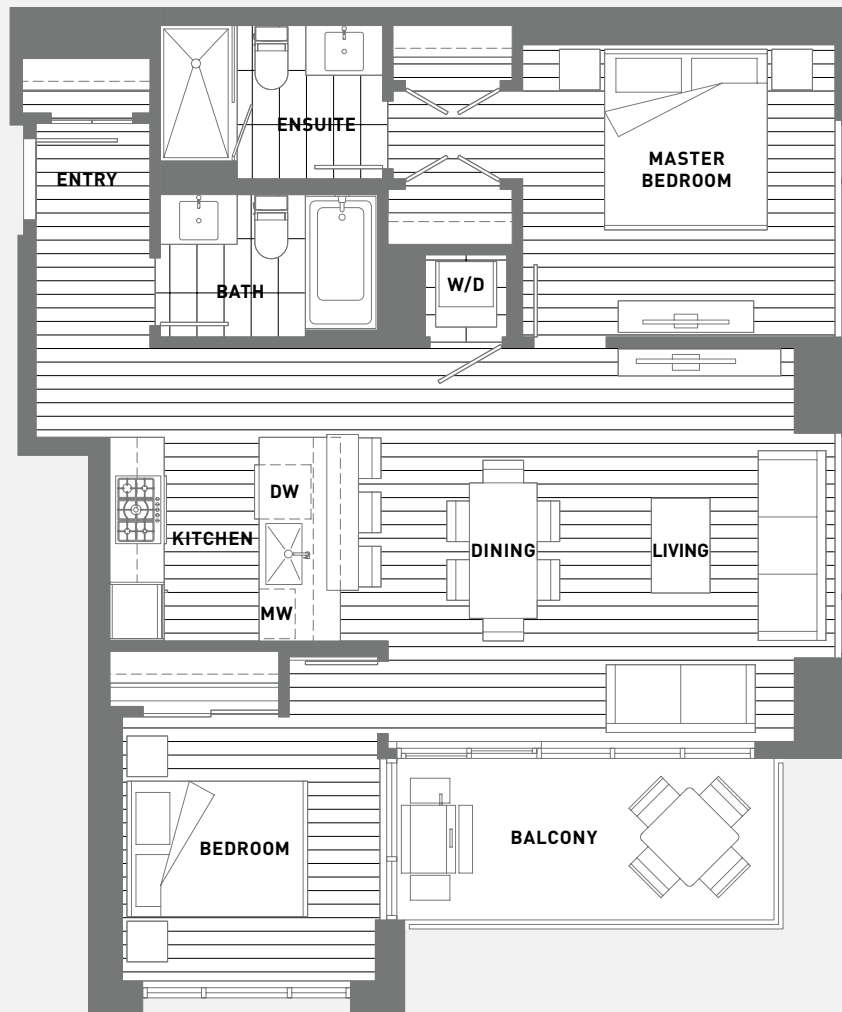 ENSUITE
ENTRY
MASTER
BEDROOM
BATH
W/D
DW
KITCHEN
DINING
LIVING
MW
BEDROOM
BALCONY